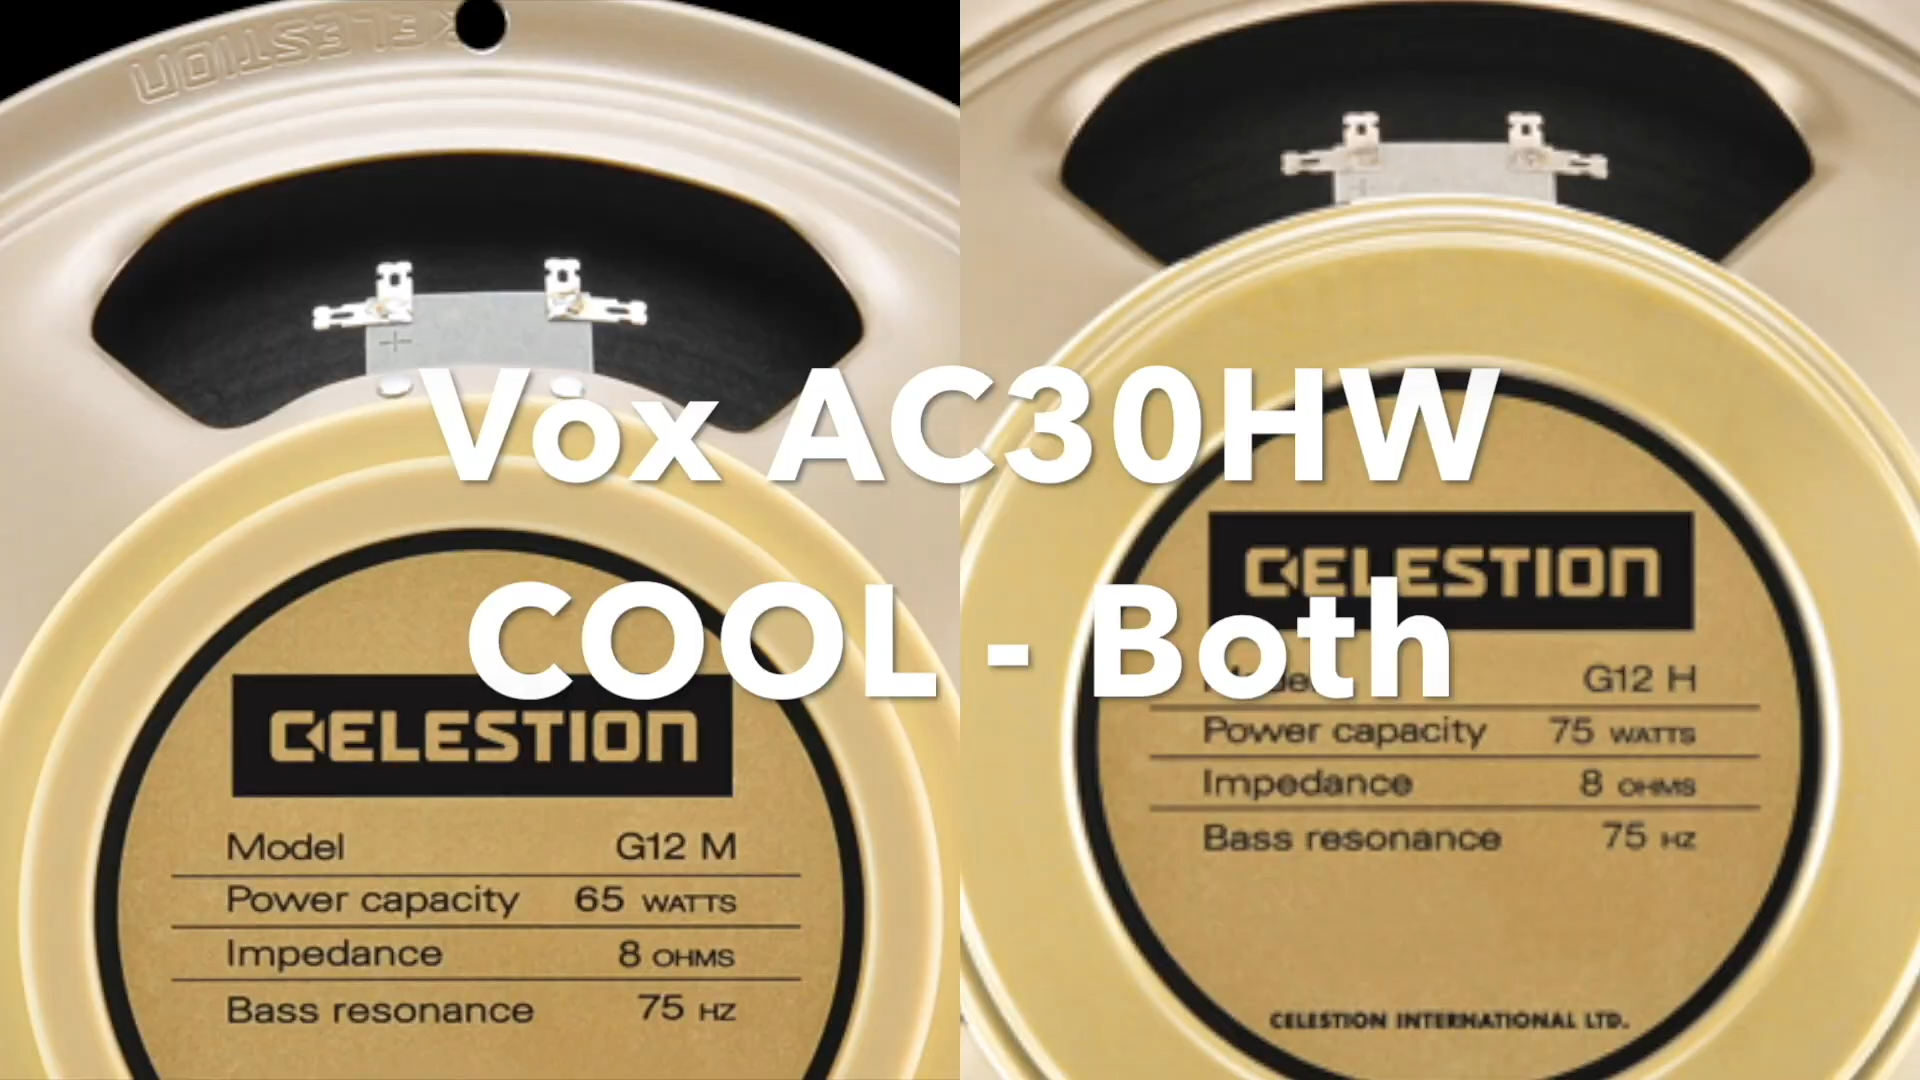 CELESTION
Vox AC30HW
COOL - Both
CELESTION
Model G12 M
Power capacity 65 WATTS
Impedance 8 OHMS
Bass resonance 75 HZ
CELESTION
Model G12 H
Power capacity 75 WATTS
Impedance 8 OHMS
Bass resonance 75 HZ
CELESTION INTERNATIONAL LTD.